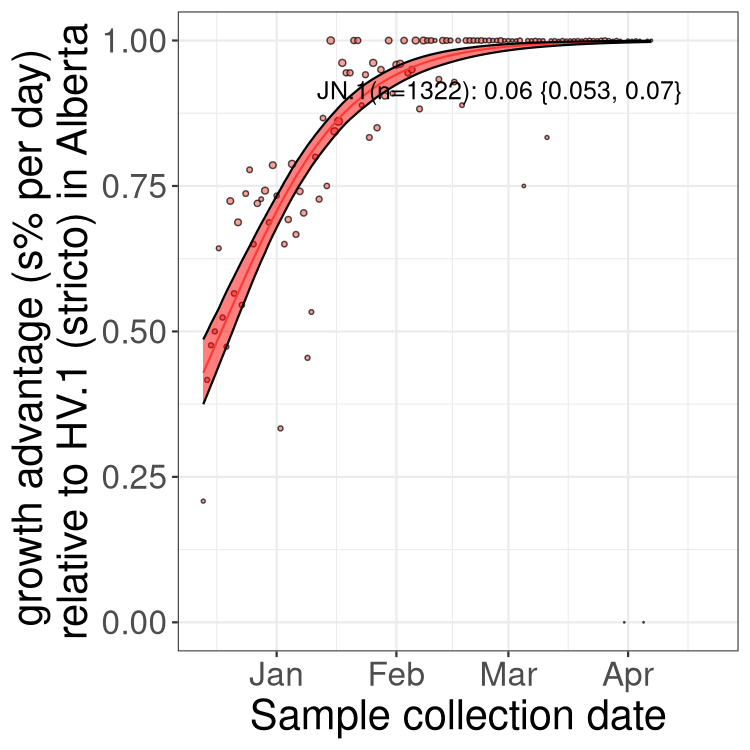 growth advantage (s% per day)
relative to HV.1 (stricto) in Alberta
1.00
0.75
0.50
0.25
0.00
JN.1(n=1322): 0.06 {0.053, 0.07}
Jan Feb Mar Apr
Sample collection date